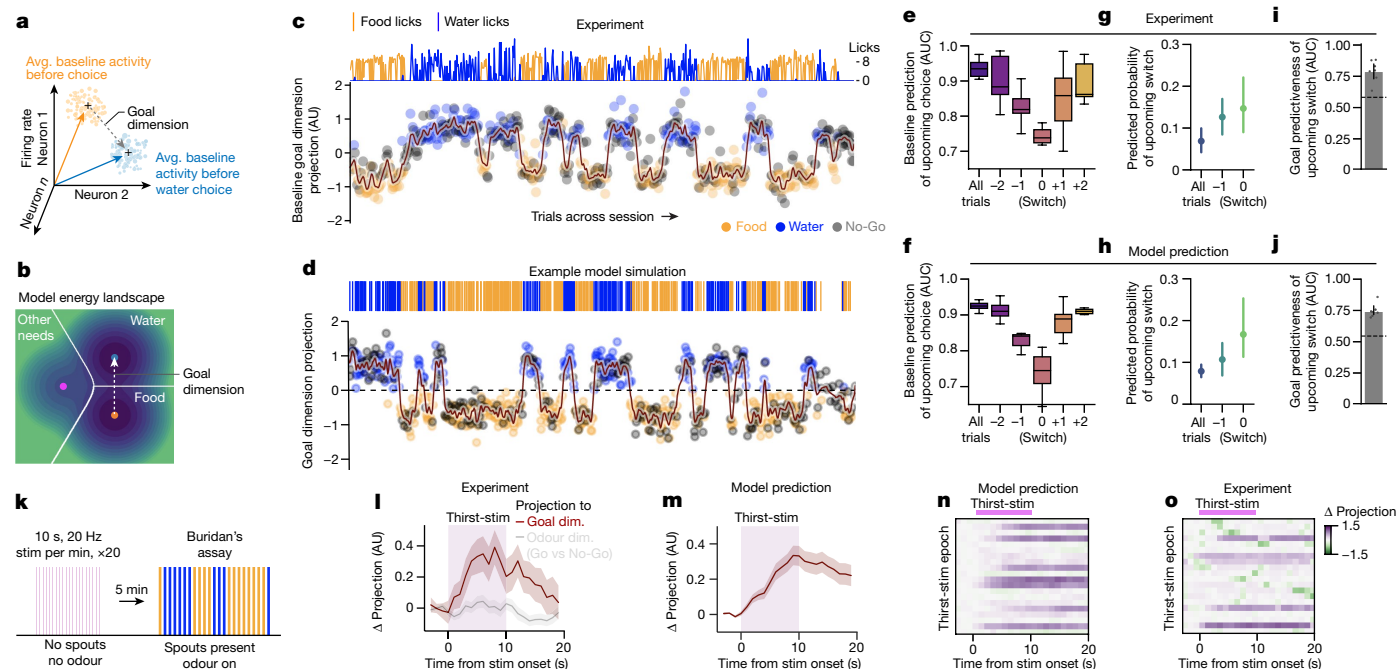 a
Avg. baseline activity
before choice
Firing rate
Neuron 1
Goal
dimension
Avg. baseline
activity before
water choice
Neuron 2
Neuron n
b
Model energy landscape
Other
needs
Water
Goal
dimension
Food
c
Food licks
Water licks
Experiment
Licks
8
0
Baseline goal dimension
projection (AU)
2
1
0
−1
−2
Trials across session
Food
Water
No-Go
d
Example model simulation
Goal dimension projection
2
1
0
−1
−2
e
Baseline prediction
of upcoming choice (AUC)
1.0
0.9
0.8
0.7
All
trials
−2
−1
0
+1
+2
(Switch)
g
Experiment
Predicted probability
of upcoming switch
0.3
0.2
0.1
0
All
trials
−1
0
(Switch)
i
Goal predictiveness of
upcoming switch (AUC)
1.00
0.75
0.50
0.25
0
f
Model prediction
Baseline prediction
of upcoming choice (AUC)
1.0
0.9
0.8
0.7
All
trials
−2
−1
0
+1
+2
(Switch)
h
Predicted probability
of upcoming switch
0.3
0.2
0.1
0
All
trials
−1
0
(Switch)
j
Goal predictiveness of
upcoming switch (AUC)
1.00
0.75
0.50
0.25
0
k
10 s, 20 Hz
stim per min, ×20
5 min
Buridan's
assay
No spouts
no odour
Spouts present
odour on
l
Experiment
Thirst-stim
Projection to
Goal dim.
Odour dim.
(Go vs No-Go)
Δ Projection (AU)
0.4
0.2
0
0
10
20
Time from stim onset (s)
m
Model prediction
Thirst-stim
Δ Projection (AU)
0.4
0.2
0
0
10
20
Time from stim onset (s)
n
Model prediction
Thirst-stim
Thirst-stim epoch
0
10
20
Time from stim onset (s)
o
Experiment
Thirst-stim
Thirst-stim epoch
0
10
20
Time from stim onset (s)
Δ Projection
1.5
−1.5